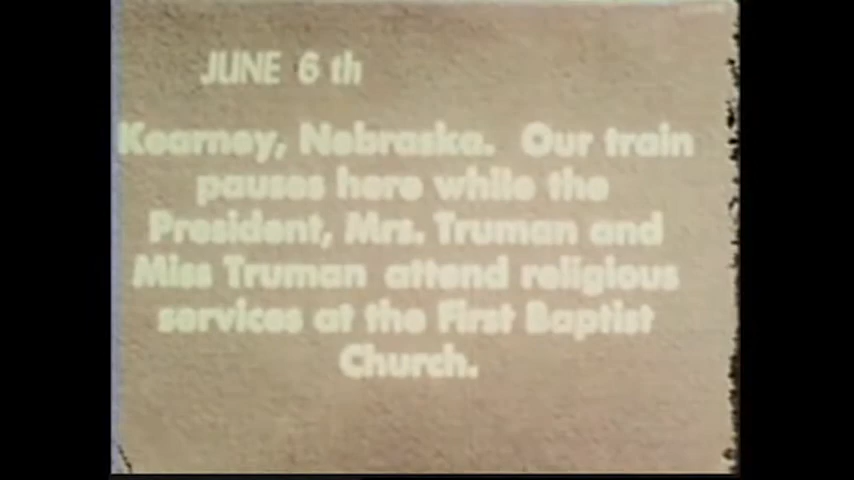 JUNE 6 th
Kearney, Nebraska. Our train
pauses here while the
President, Mrs. Truman and
Miss Truman attend religious
services at the First Baptist
Church.